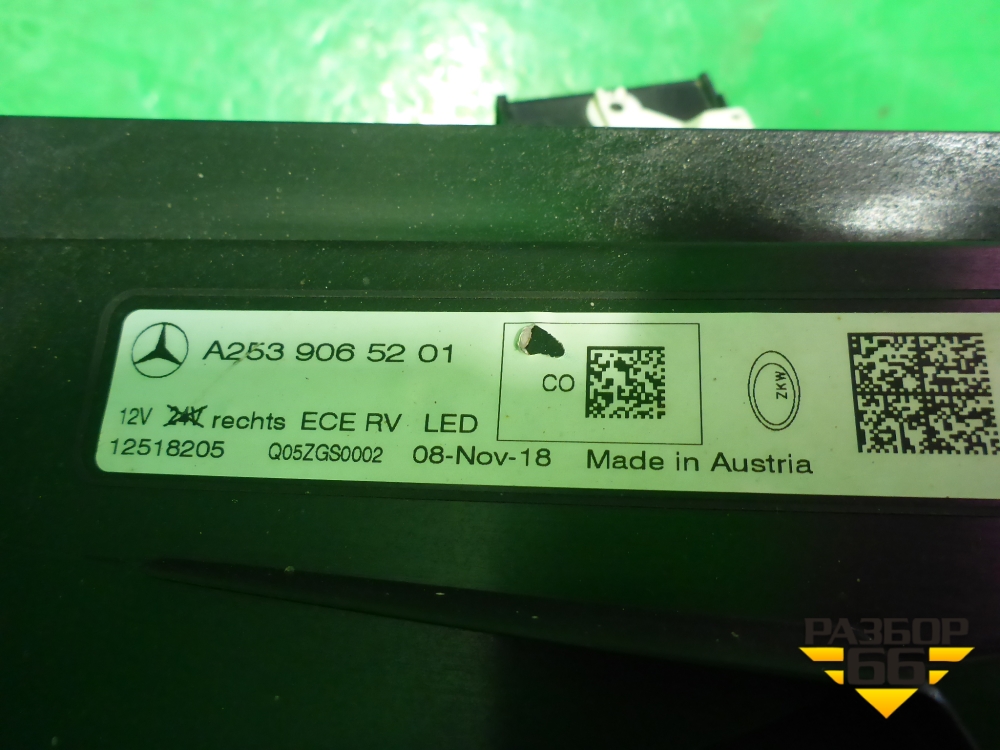 A253 906 52 01
CO
ZKW
12V 24V rechts ECE RV LED
12518205 Q05ZGS0002 08-Nov-18 Made in Austria
РАЗБОР
66